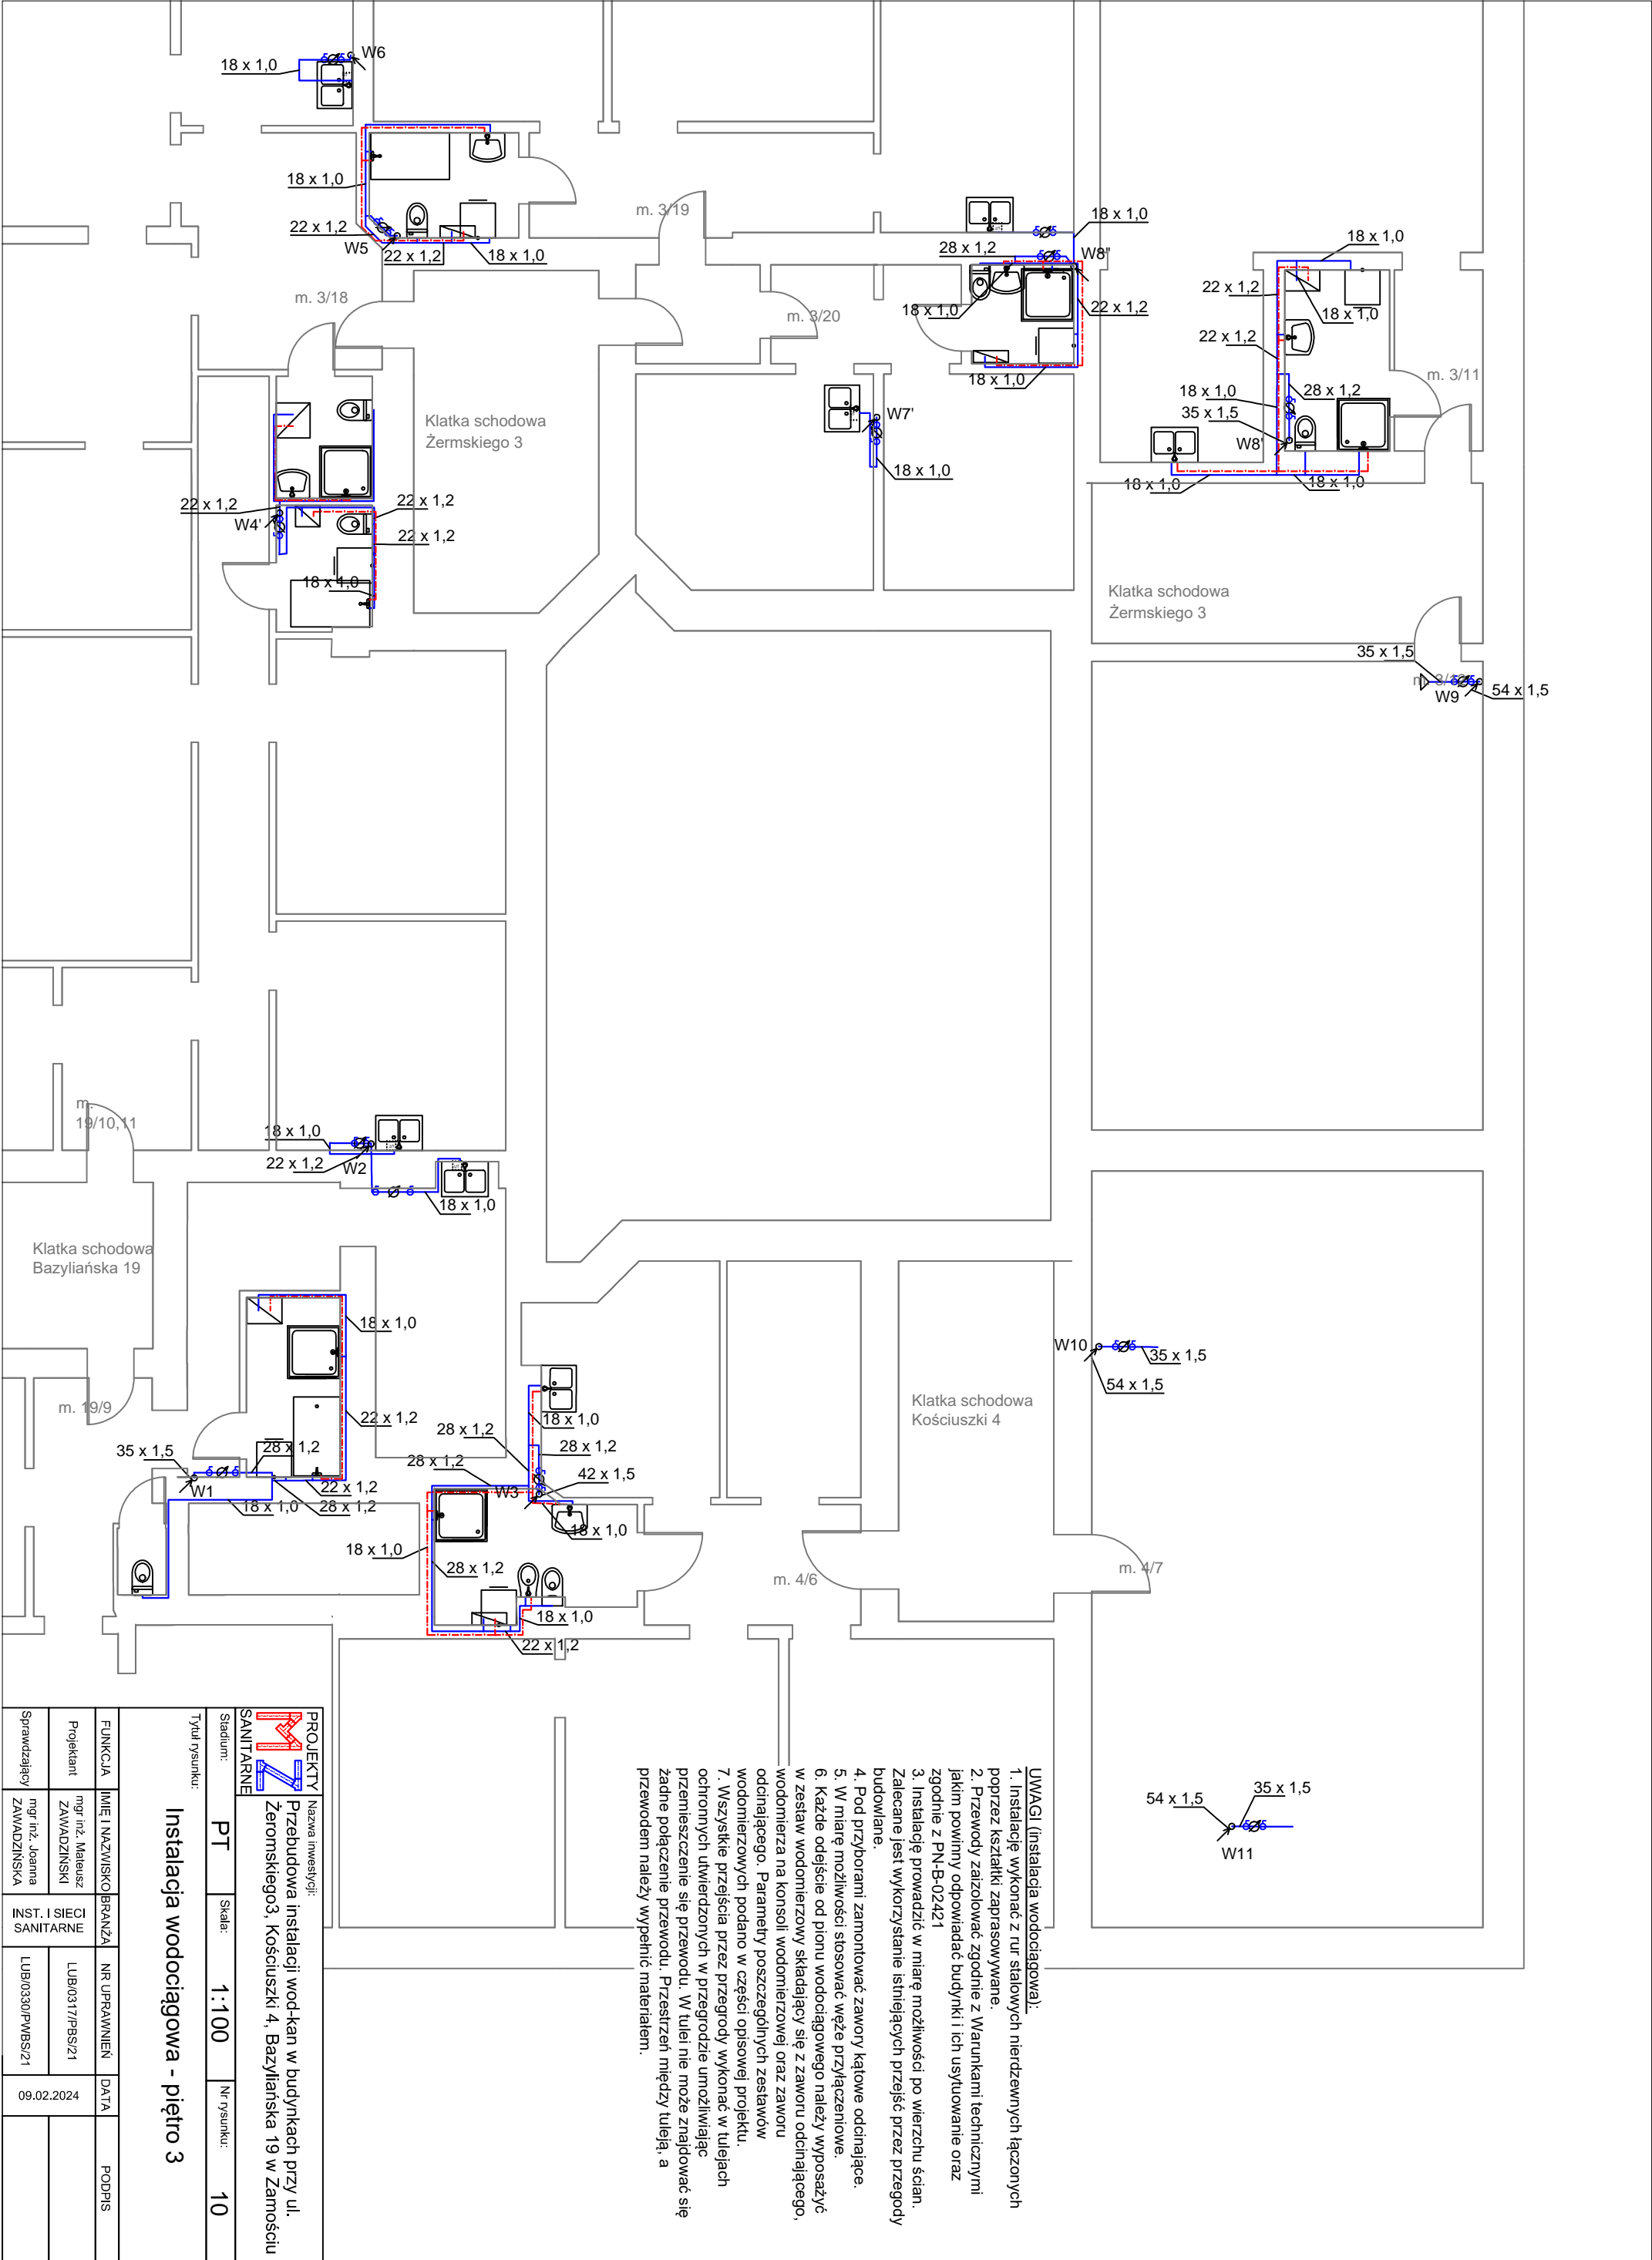 W6
18 x 1,0
18 x 1,0
22 x 1,2
W5
22 x 1,2
18 x 1,0
m. 3/19
m. 3/18
18 x 1,0
28 x 1,2
W8"
18 x 1,0
22 x 1,2
m. 3/20
18 x 1,0
18 x 1,0
22 x 1,2
18 x 1,0
22 x 1,2
m. 3/11
18 x 1,0
28 x 1,2
35 x 1,5
W8'
18 x 1,0
18 x 1,0
Klatka schodowa
Żermskiego 3
W7'
18 x 1,0
22 x 1,2
W4'
22 x 1,2
22 x 1,2
18 x 1,0
Klatka schodowa
Żermskiego 3
35 x 1,5
W9
54 x 1,5
m.
19/10,11
18 x 1,0
22 x 1,2
W2
18 x 1,0
Klatka schodowa
Bazyliańska 19
18 x 1,0
W10
35 x 1,5
54 x 1,5
Klatka schodowa
Kościuszki 4
m. 19/9
22 x 1,2
18 x 1,0
35 x 1,5
28 x 1,2
28 x 1,2
28 x 1,2
28 x 1,2
42 x 1,5
W1
22 x 1,2
W3
18 x 1,0
28 x 1,2
18 x 1,0
18 x 1,0
28 x 1,2
m. 4/6
m. 4/7
18 x 1,0
22 x 1,2
54 x 1,5
35 x 1,5
W11
UWAGI (instalacja wodociągowa):
1. Instalację wykonać z rur stalowych nierdzewnych łączonych
poprzez kształtki zaprasowywane.
2. Przewody zaizolować zgodnie z Warunkami technicznymi
jakim powinny odpowiadać budynki i ich usytuowanie oraz
zgodnie z PN-B-02421
3. Instalację prowadzić w miarę możliwości po wierzchu ścian.
Zalecane jest wykorzystanie istniejących przejść przez przegrody
budowlane.
4. Pod przyborami zamontować zawory kątowe odcinające.
5. W miarę możliwości stosować węże przyłączeniowe.
6. Każde odejście od pionu wodociągowego należy wyposażyć
w zestaw wodomierzowy składający się z zaworu odcinającego,
wodomierza na konsoli wodomierzowej oraz zaworu
odcinającego. Parametry poszczególnych zestawów
wodomierzowych podano w części opisowej projektu.
7. Wszystkie przejścia przez przegrody wykonać w tulejach
ochronnych utwierdzonych w przegrodzie umożliwiając
przemieszczenie się przewodu. W tulei nie może znajdować się
żadne połączenie przewodu. Przestrzeń między tuleją, a
przewodem należy wypełnić materiałem.
PROJEKTY
MZ
SANITARNE
Nazwa inwestycji:
Przebudowa instalacji wod-kan w budynkach przy ul.
Żeromskiego3, Kościuszki 4, Bazyliańska 19 w Zamościu
Stadium:
PT
Skala:
1:100
Nr rysunku:
10
Tytuł rysunku:
Instalacja wodociągowa - piętro 3
FUNKCJA
IMIĘ I NAZWISKO
BRANŻA
NR UPRAWNIEŃ
DATA
PODPIS
Projektant
mgr inż. Mateusz
ZAWADZIŃSKI
INST. I SIECI
SANITARNE
LUB/0317/PBS/21
09.02.2024
Sprawdzający
mgr inż. Joanna
ZAWADZIŃSKA
LUB/0330/PWBS/21